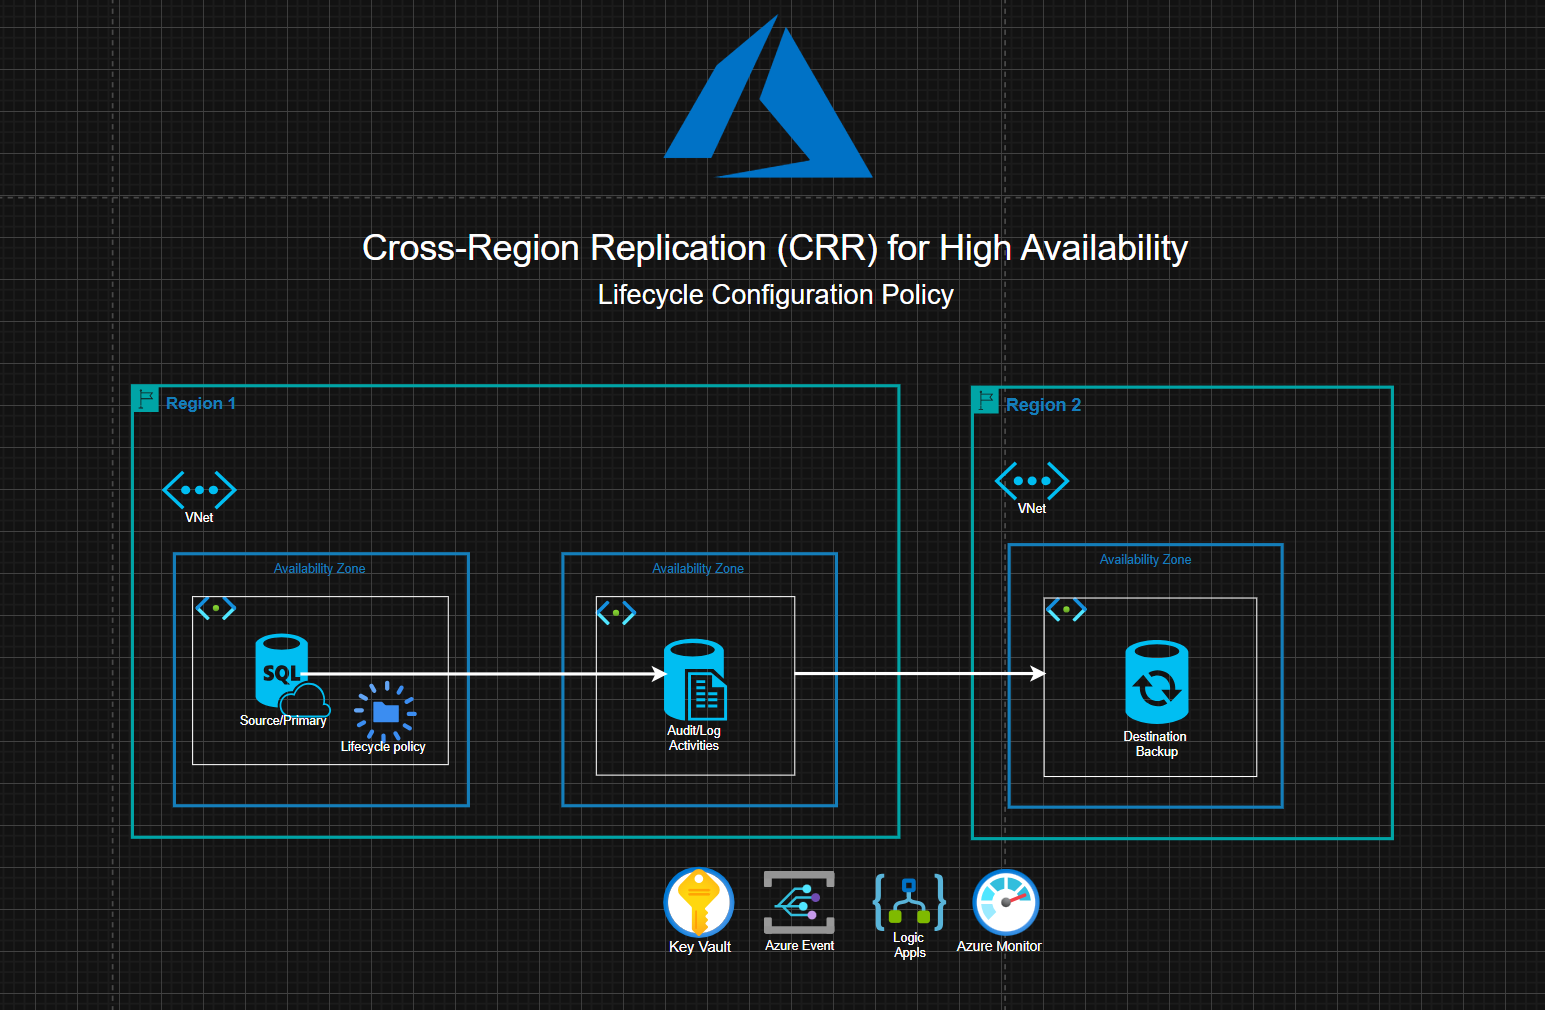 Cross-Region Replication (CRR) for High Availability
Lifecycle Configuration Policy
Region 1
VNet
Availability Zone
SQL
Source/Primary
Lifecycle policy
Availability Zone
Audit/Log
Activities
Region 2
VNet
Availability Zone
Destination
Backup
Key Vault
Azure Event
Logic
Appls
Azure Monitor